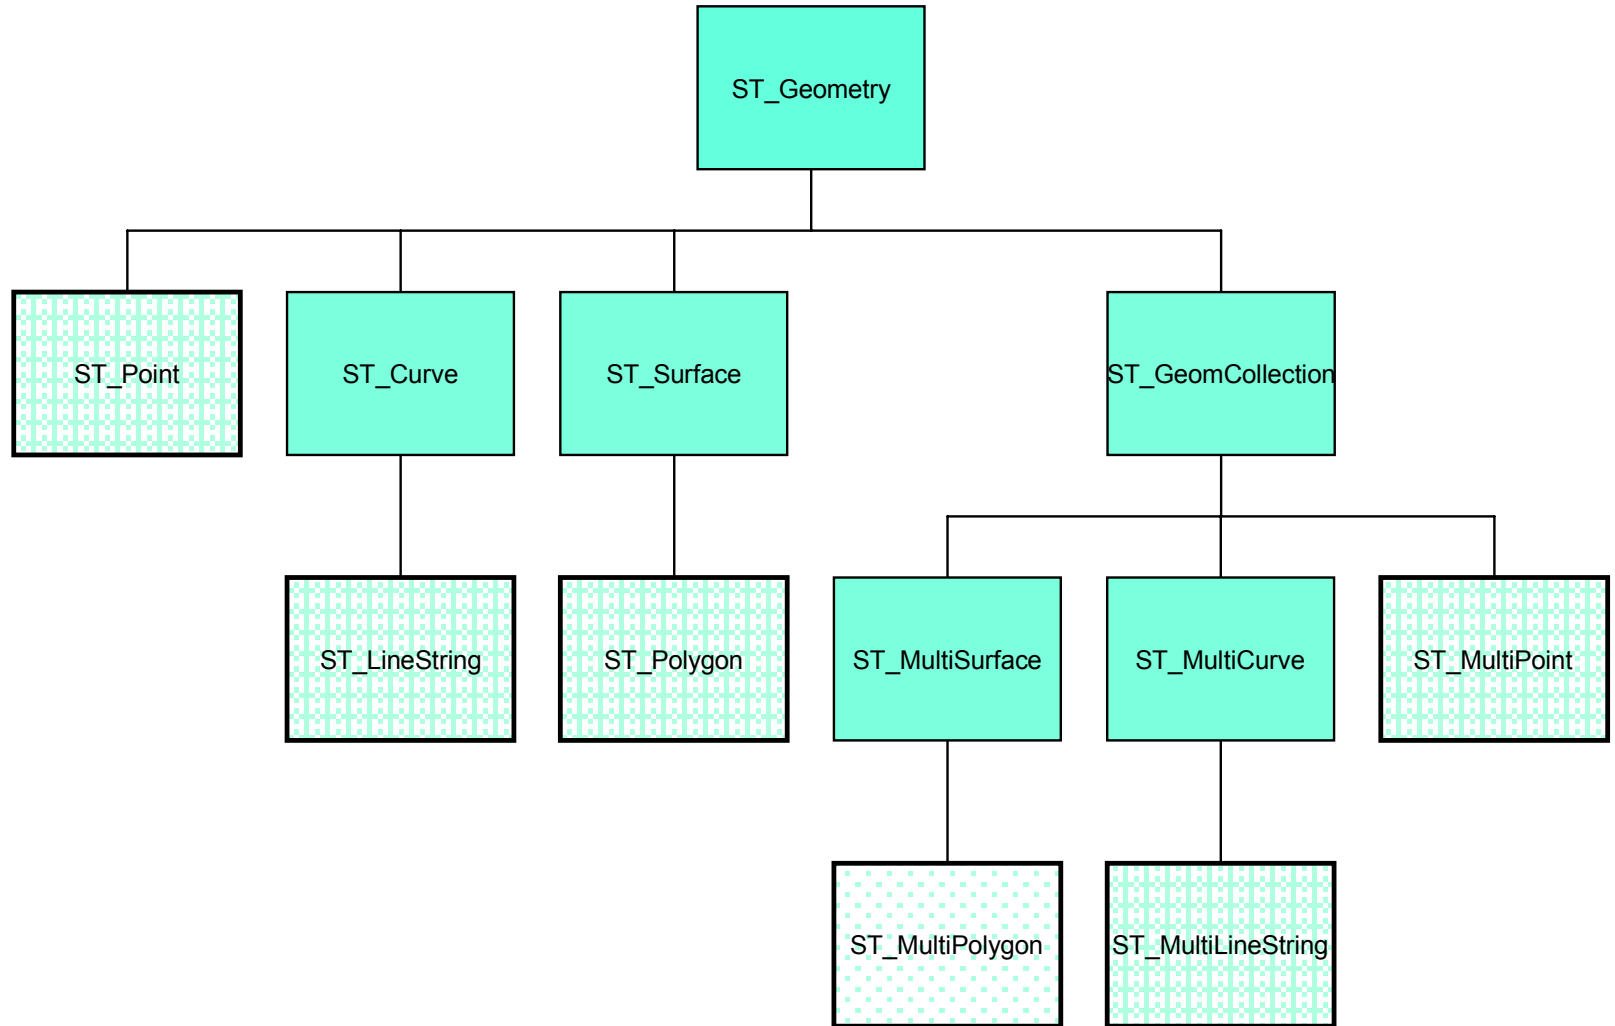 ST_Geometry
ST_Point
ST_Curve
ST_Surface
ST_GeomCollection
ST_LineString
ST_Polygon
ST_MultiSurface
ST_MultiCurve
ST_MultiPoint
ST_MultiPolygon
ST_MultiLineString